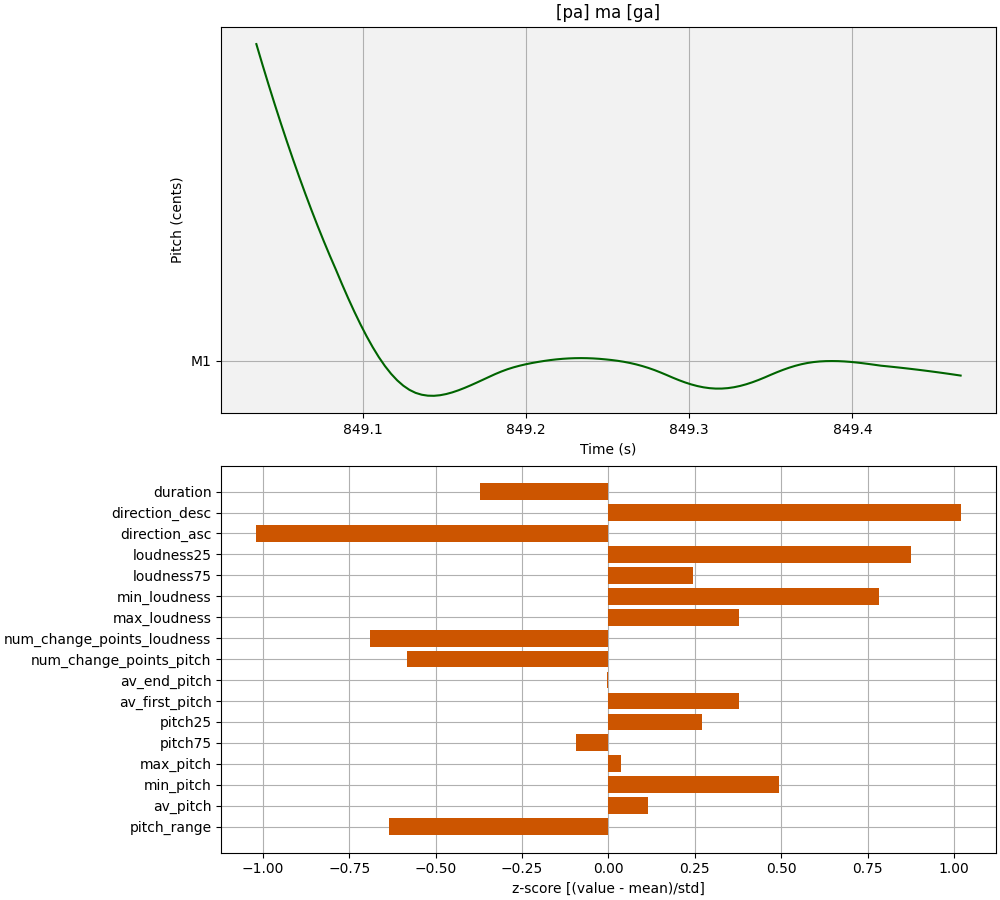 [pa] ma [ga]
Pitch (cents)
M1
849.1 849.2 849.3 849.4
Time (s)
duration
direction_desc
direction_asc
loudness25
loudness75
min_loudness
max_loudness
num_change_points_loudness
num_change_points_pitch
av_end_pitch
av_first_pitch
pitch25
pitch75
max_pitch
min_pitch
av_pitch
pitch_range
−1.00 −0.75 −0.50 −0.25 0.00 0.25 0.50 0.75 1.00
z-score [(value - mean)/std]